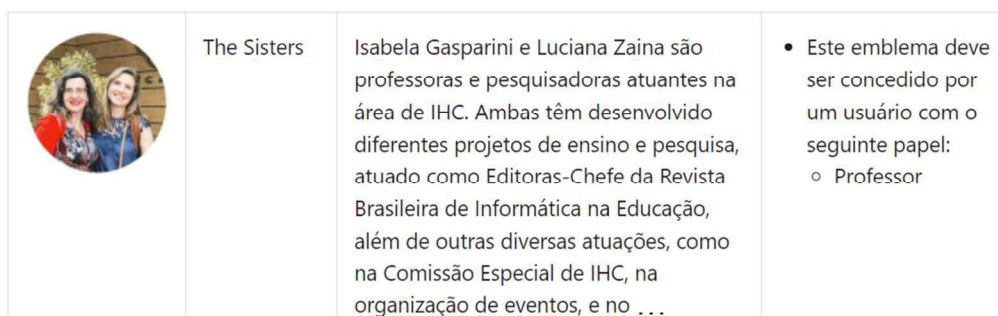 The Sisters
Isabela Gasparini e Luciana Zaina são
professoras e pesquisadoras atuantes na
área de IHC. Ambas têm desenvolvido
diferentes projetos de ensino e pesquisa,
atuado como Editoras-Chefe da Revista
Brasileira de Informática na Educação,
além de outras diversas atuações, como
na Comissão Especial de IHC, na
organização de eventos, e no ...
• Este emblema deve
ser concedido por
um usuário com o
seguinte papel:
○ Professor